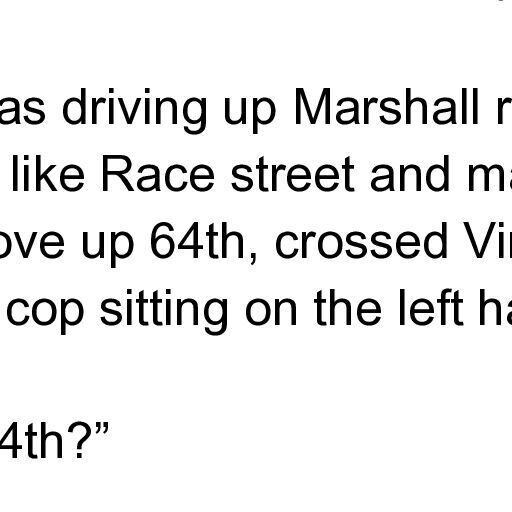 as driving up Marshall r
like Race street and ma
ove up 64th, crossed Vi
cop sitting on the left ha
4th?”